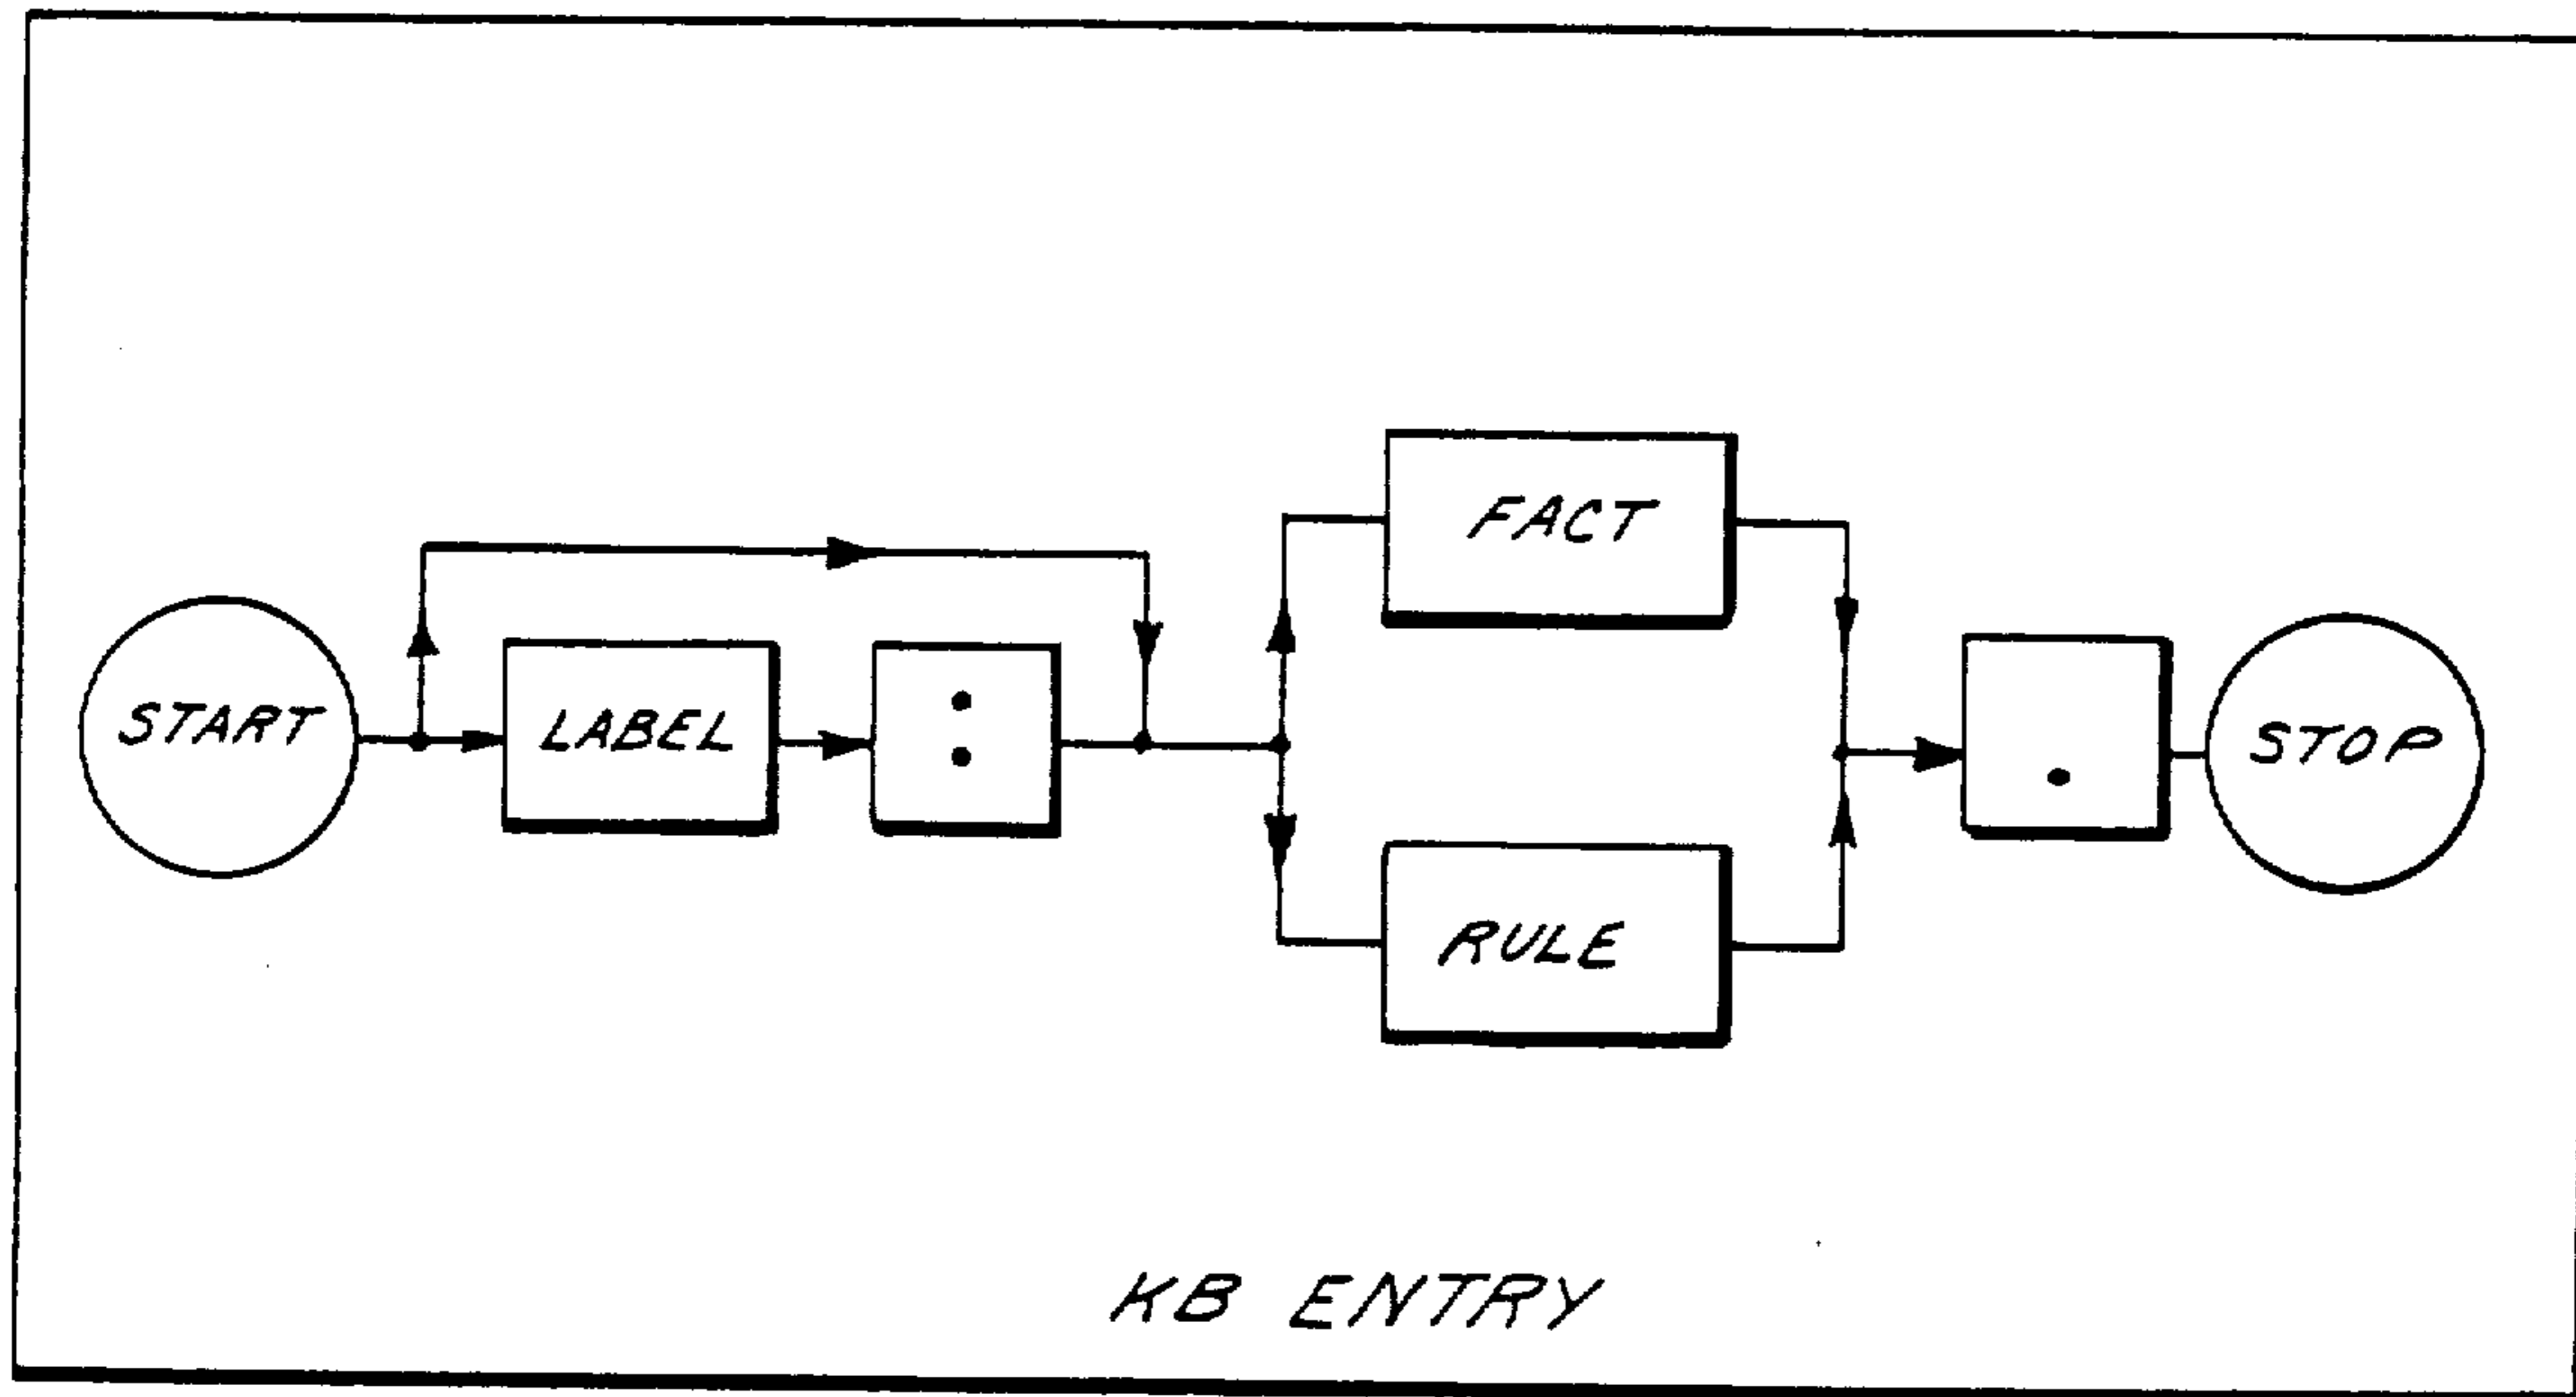 START
LABEL
:
FACT
RULE
.
STOP
KB ENTRY